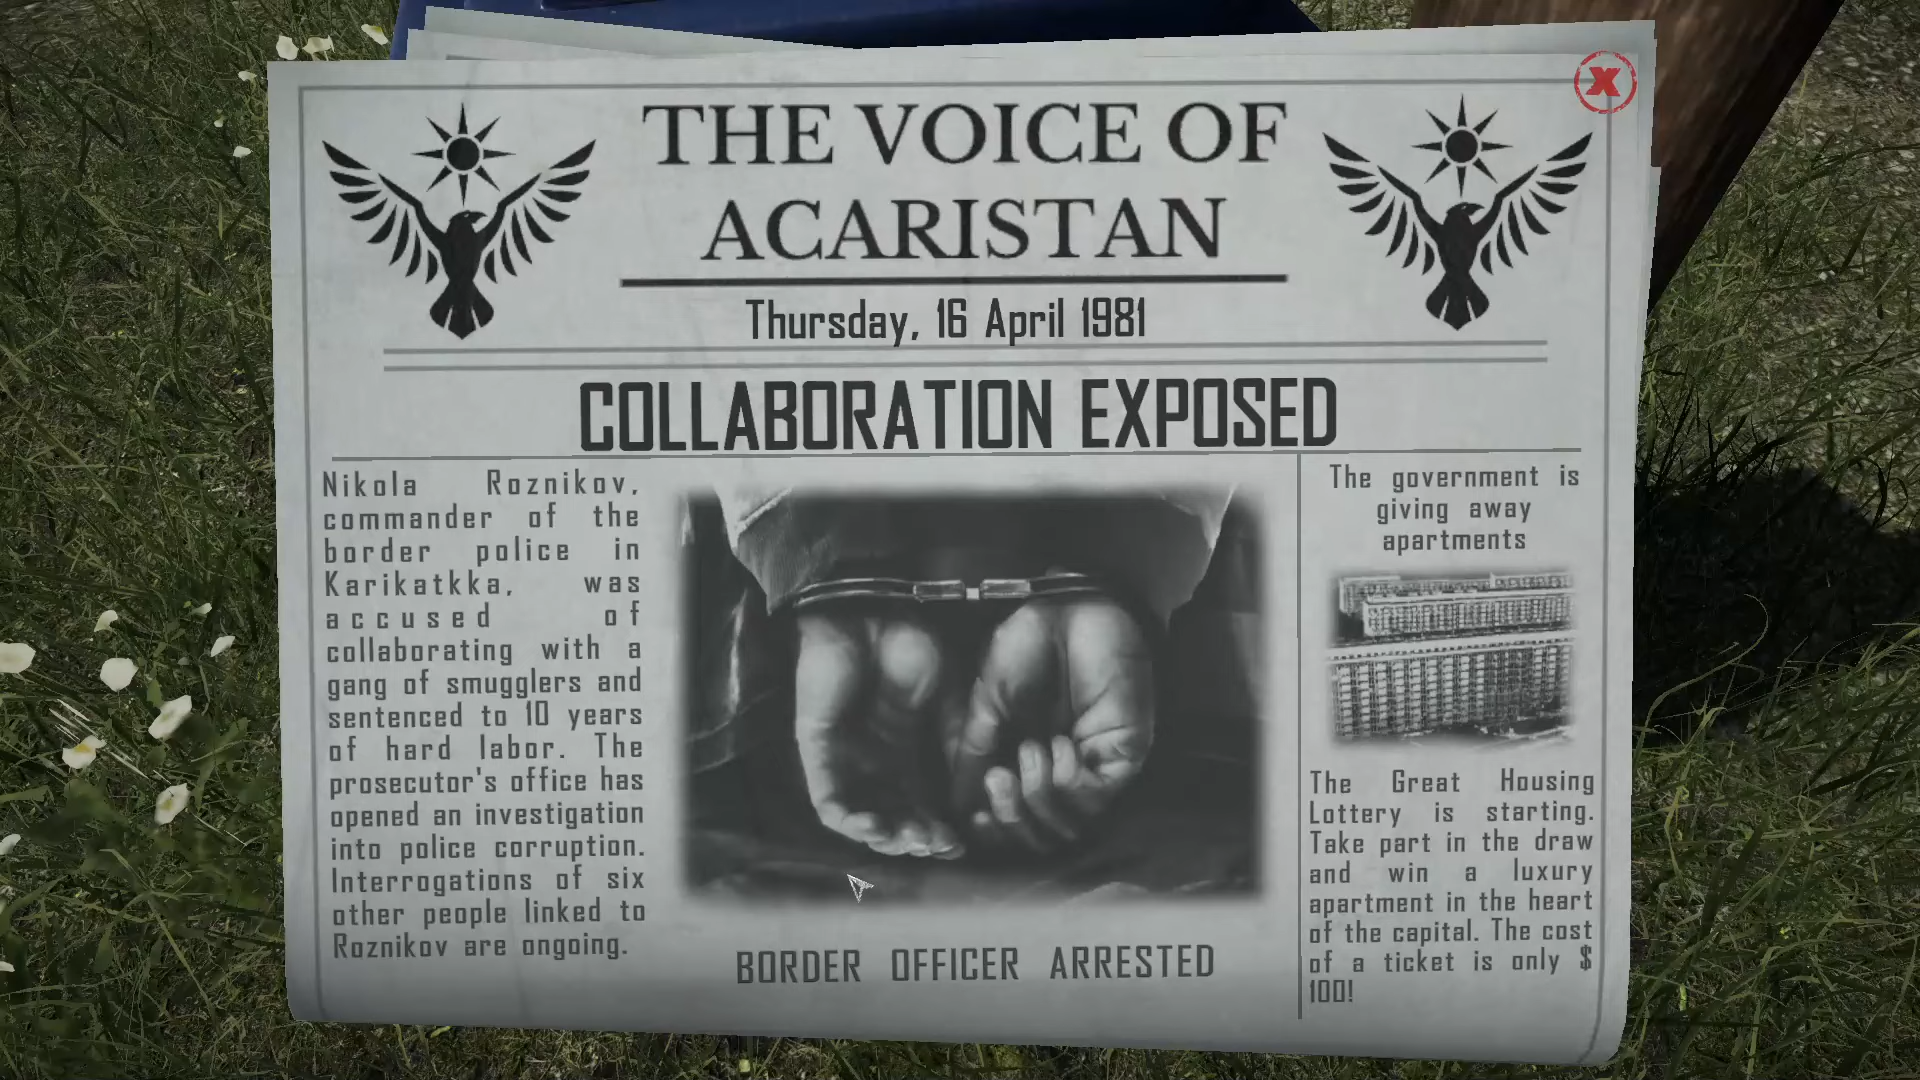 THE VOICE OF
ACARISTAN
Thursday, 16 April 1981
COLLABORATION EXPOSED
Nikola Roznikov,
commander of the
border police in
Karikatkka, was
accused of
collaborating with a
gang of smugglers and
sentenced to 10 years
of hard labor. The
prosecutor's office has
opened an investigation
into police corruption.
Interrogations of six
other people linked to
Roznikov are ongoing.
BORDER OFFICER ARRESTED
The government is
giving away
apartments
The Great Housing
Lottery is starting.
Take part in the draw
and win a luxury
apartment in the heart
of the capital. The cost
of a ticket is only $
100!
X